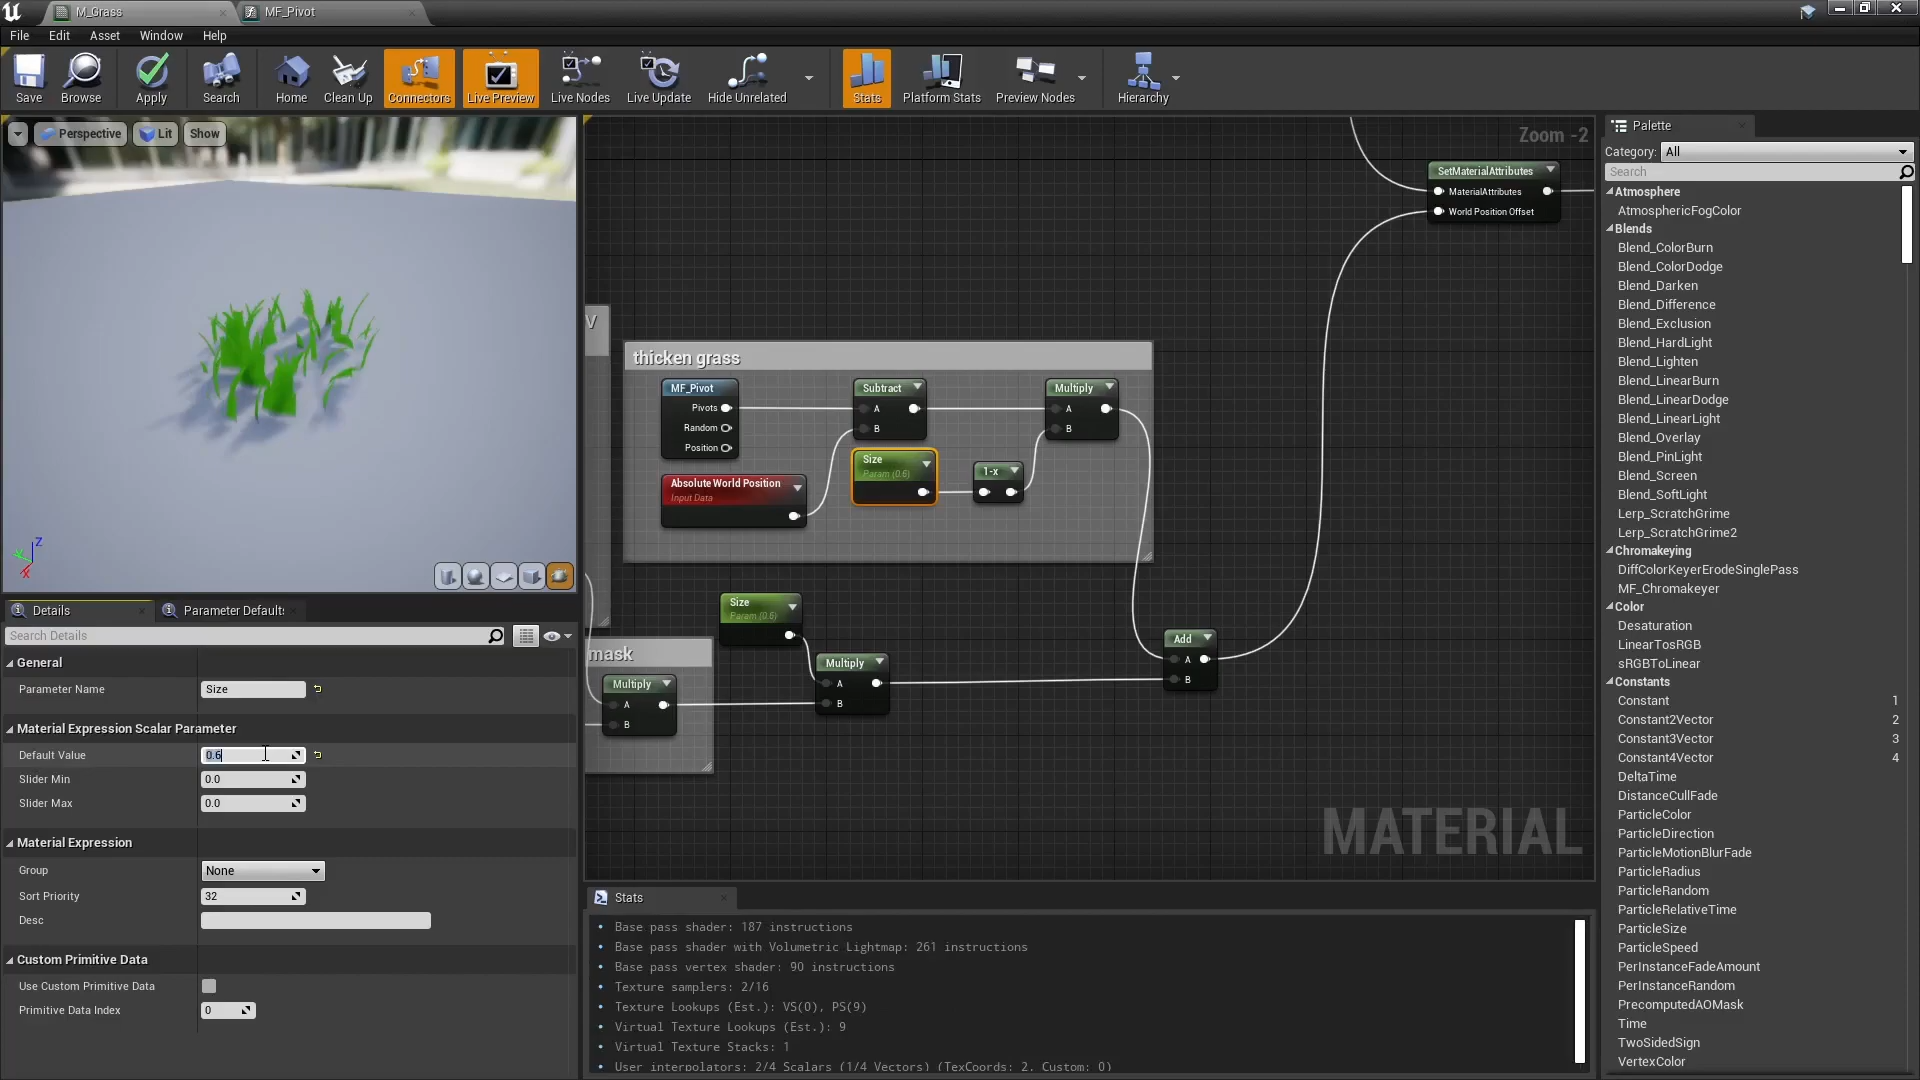 M_Grass
MF_Pivot
File Edit Asset Window Help
Save Browse Apply Search Home Clean Up Connectors Live Preview Live Nodes Live Update Hide Unrelated Stats Platform Stats Preview Nodes Hierarchy
Perspective Lit Show
Z
X
Zoom -2
SetMaterialAttributes
MaterialAttributes
World Position Offset
V
thicken grass
MF_Pivot
Pivots
Random
Position
Subtract
A
B
Multiply
A
B
Size
Param (0.6)
1-x
Absolute World Position
Input Data
Size
Param (0.6)
mask
Multiply
A
B
Multiply
A
B
Add
A
B
MATERIAL
Details
Parameter Defaults
Search Details
General
Parameter Name Size
Material Expression Scalar Parameter
Default Value 0.6
Slider Min 0.0
Slider Max 0.0
Material Expression
Group None
Sort Priority 32
Desc
Custom Primitive Data
Use Custom Primitive Data
Primitive Data Index 0
Stats
Base pass shader: 187 instructions
Base pass shader with Volumetric Lightmap: 261 instructions
Base pass vertex shader: 90 instructions
Texture samplers: 2/16
Texture Lookups (Est.): VS(0), PS(9)
Virtual Texture Lookups (Est.): 9
Virtual Texture Stacks: 1
User interpolators: 2/4 Scalars (1/4 Vectors) (TexCoords: 2, Custom: 0)
Palette
Category: All
Search
Atmosphere
AtmosphericFogColor
Blends
Blend_ColorBurn
Blend_ColorDodge
Blend_Darken
Blend_Difference
Blend_Exclusion
Blend_HardLight
Blend_Lighten
Blend_LinearBurn
Blend_LinearDodge
Blend_LinearLight
Blend_Overlay
Blend_PinLight
Blend_Screen
Blend_SoftLight
Lerp_ScratchGrime
Lerp_ScratchGrime2
Chromakeying
DiffColorKeyerErodeSinglePass
MF_Chromakeyer
Color
Desaturation
LinearTosRGB
sRGBToLinear
Constants
Constant 1
Constant2Vector 2
Constant3Vector 3
Constant4Vector 4
DeltaTime
DistanceCullFade
ParticleColor
ParticleDirection
ParticleMotionBlurFade
ParticleRadius
ParticleRandom
ParticleRelativeTime
ParticleSize
ParticleSpeed
PerInstanceFadeAmount
PerInstanceRandom
PrecomputedAOMask
Time
TwoSidedSign
VertexColor